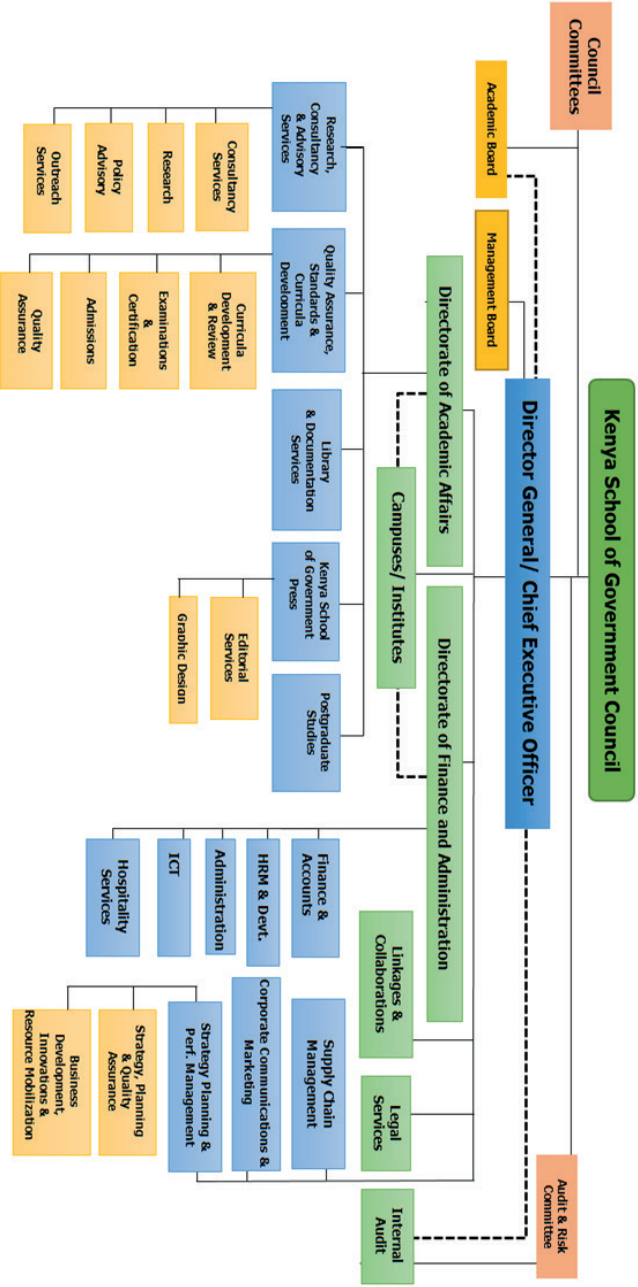 Kenya School of Government Council
Council
Committees
Audit & Risk
Committee
Director General/ Chief Executive Officer
Academic Board
Management Board
Directorate of Academic Affairs
Directorate of Finance and Administration
Campuses/ Institutes
Linkages &
Collaborations
Legal
Services
Internal
Audit
Research,
Consultancy
& Advisory
Services
Quality Assurance,
Standards &
Curricula
Development
Library
& Documentation
Services
Kenya School
of Government
Press
Postgraduate
Studies
Consultancy
Services
Research
Policy
Advisory
Outreach
Services
Curricula
Development
& Review
Examinations
&
Certification
Admissions
Quality
Assurance
Editorial
Services
Graphic Design
Finance &
Accounts
HRM & Devt.
Administration
ICT
Hospitality
Services
Supply Chain
Management
Corporate Communications &
Marketing
Strategy Planning &
Perf. Management
Strategy, Planning
& Quality
Assurance
Business
Development,
Innovations &
Resource Mobilization